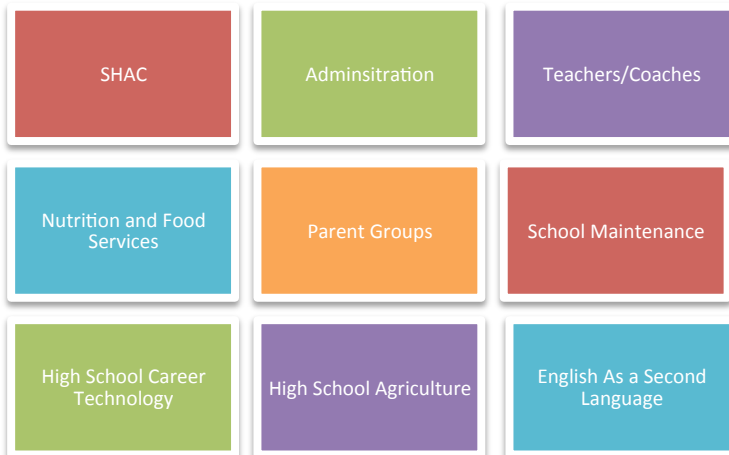 SHAC
Adminsitration
Teachers/Coaches
Nutrition and Food
Services
Parent Groups
School Maintenance
High School Career
Technology
High School Agriculture
English As a Second
Language